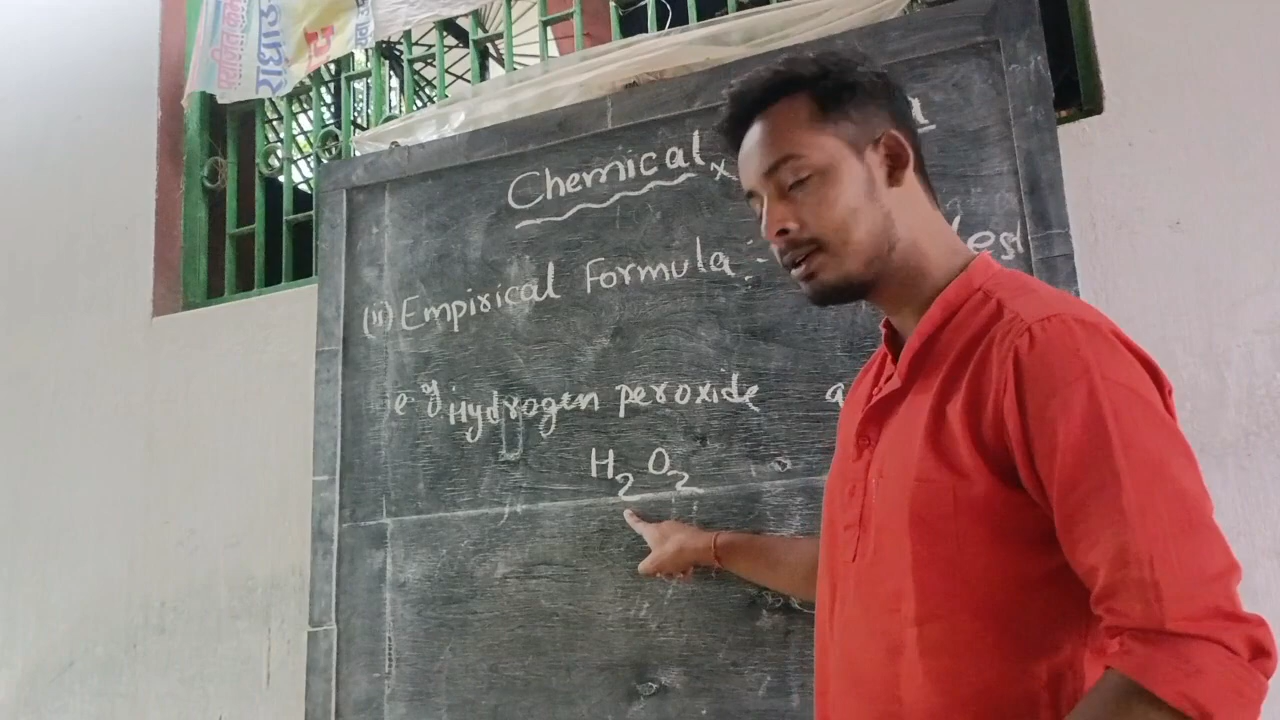 राधा
Chemical
(ii) Empirical Formula :-
e.g Hydrogen peroxide
H2O2